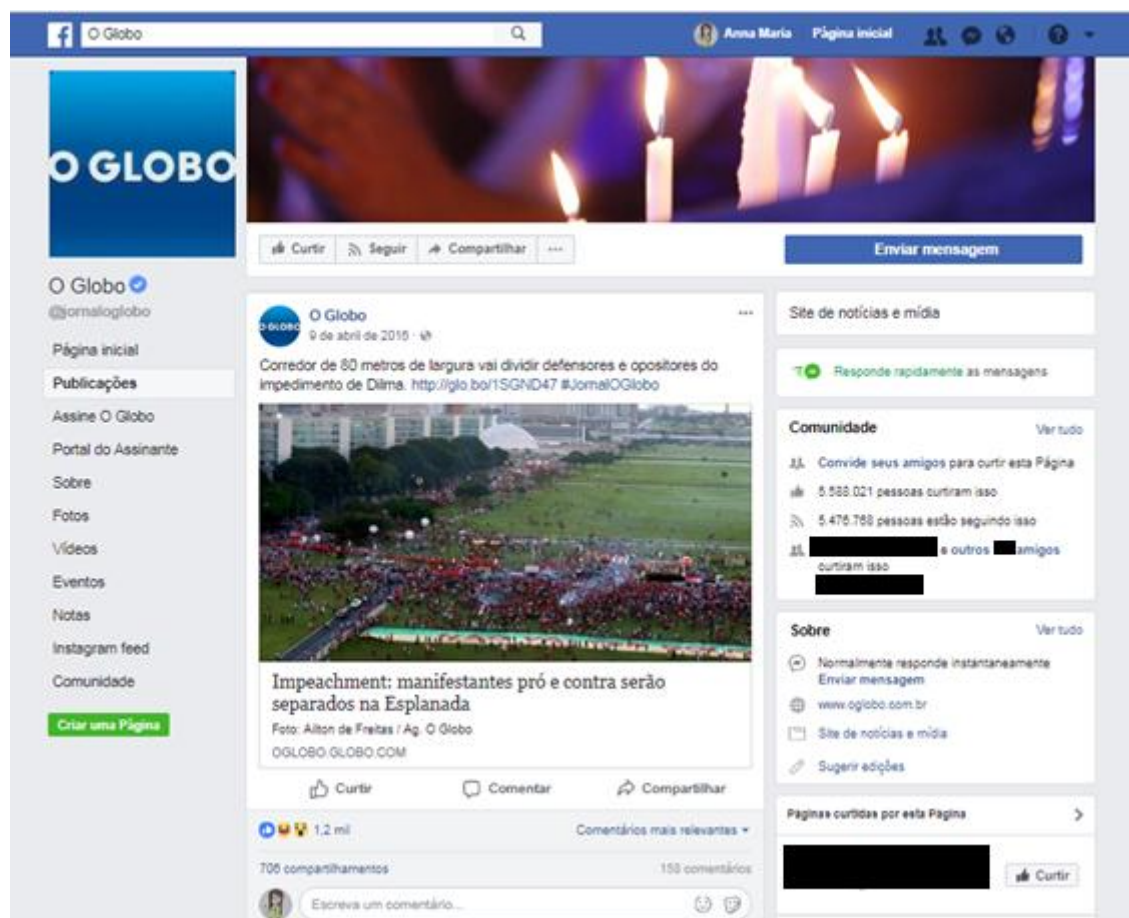 O Globo
Anna Maria Página inicial
O GLOBO
Curtir Seguir Compartilhar
Enviar mensagem
O Globo
@jornaloglobo
Página inicial
Publicações
Assine O Globo
Portal do Assinante
Sobre
Fotos
Vídeos
Eventos
Notas
Instagram feed
Comunidade
Criar uma Página
O GLOBO
O Globo
9 de abril de 2016
Corredor de 80 metros de largura vai dividir defensores e opositores do
impedimento de Dilma. http://glo.bo/1SGND47 #JornalOGlobo
Impeachment: manifestantes pró e contra serão
separados na Esplanada
Foto: Ailton de Freitas / Ag. O Globo
OGLOBO.GLOBO.COM
Curtir Comentar Compartilhar
1,2 mil Comentários mais relevantes
706 compartilhamentos 158 comentários
Escreva um comentário...
Site de notícias e mídia
Responde rapidamente as mensagens
Comunidade Ver tudo
Convide seus amigos para curtir esta Página
5.588.021 pessoas curtiram isso
5.476.768 pessoas estão seguindo isso
e outros amigos
curtiram isso
Sobre Ver tudo
Normalmente responde instantaneamente
Enviar mensagem
www.oglobo.com.br
Site de notícias e mídia
Sugerir edições
Páginas curtidas por esta Página
Curtir